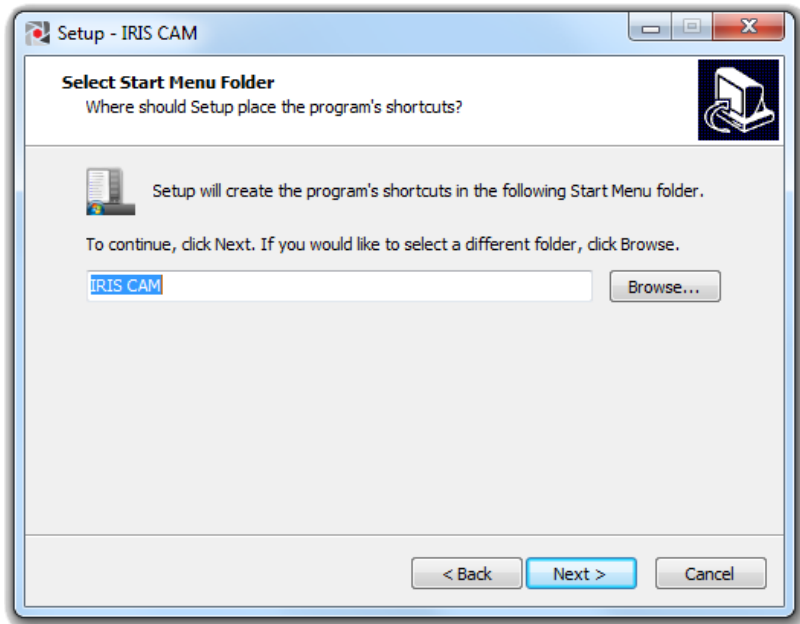 Setup - IRIS CAM
Select Start Menu Folder
Where should Setup place the program's shortcuts?
Setup will create the program's shortcuts in the following Start Menu folder.
To continue, click Next. If you would like to select a different folder, click Browse.
IRIS CAM
Browse...
< Back
Next >
Cancel